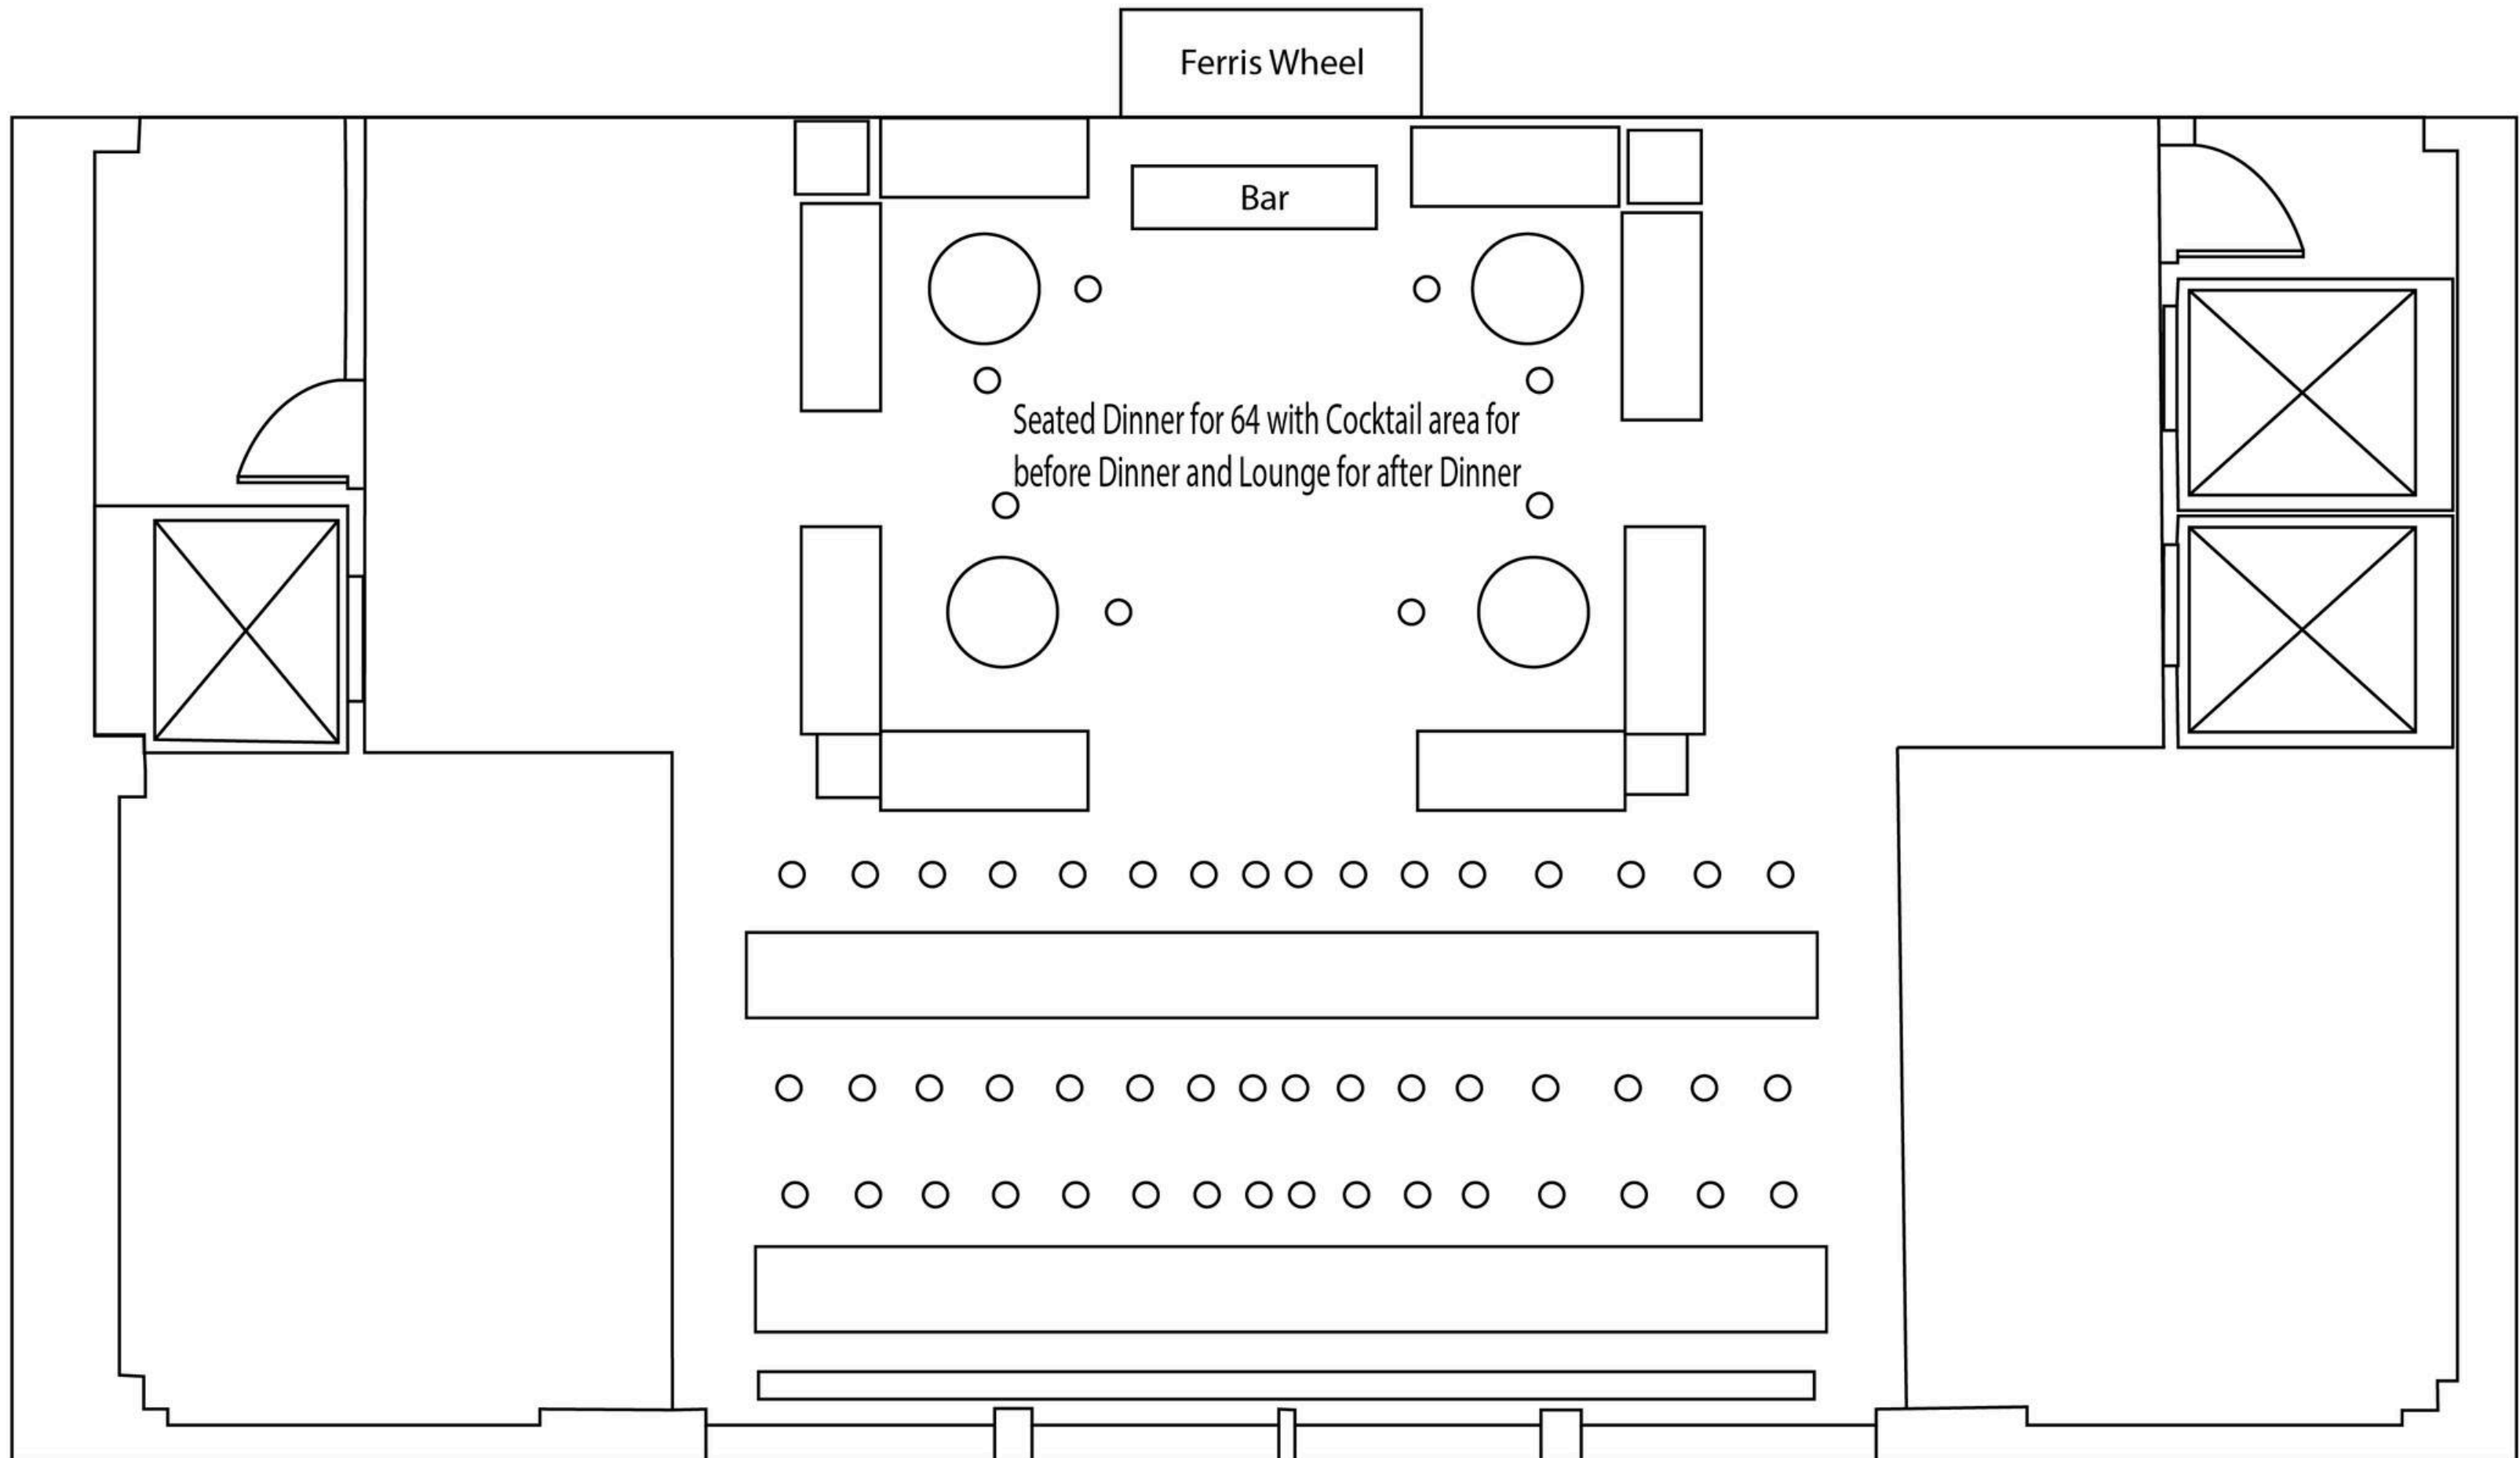 Ferris Wheel
Bar
Seated Dinner for 64 with Cocktail area for
before Dinner and Lounge for after Dinner